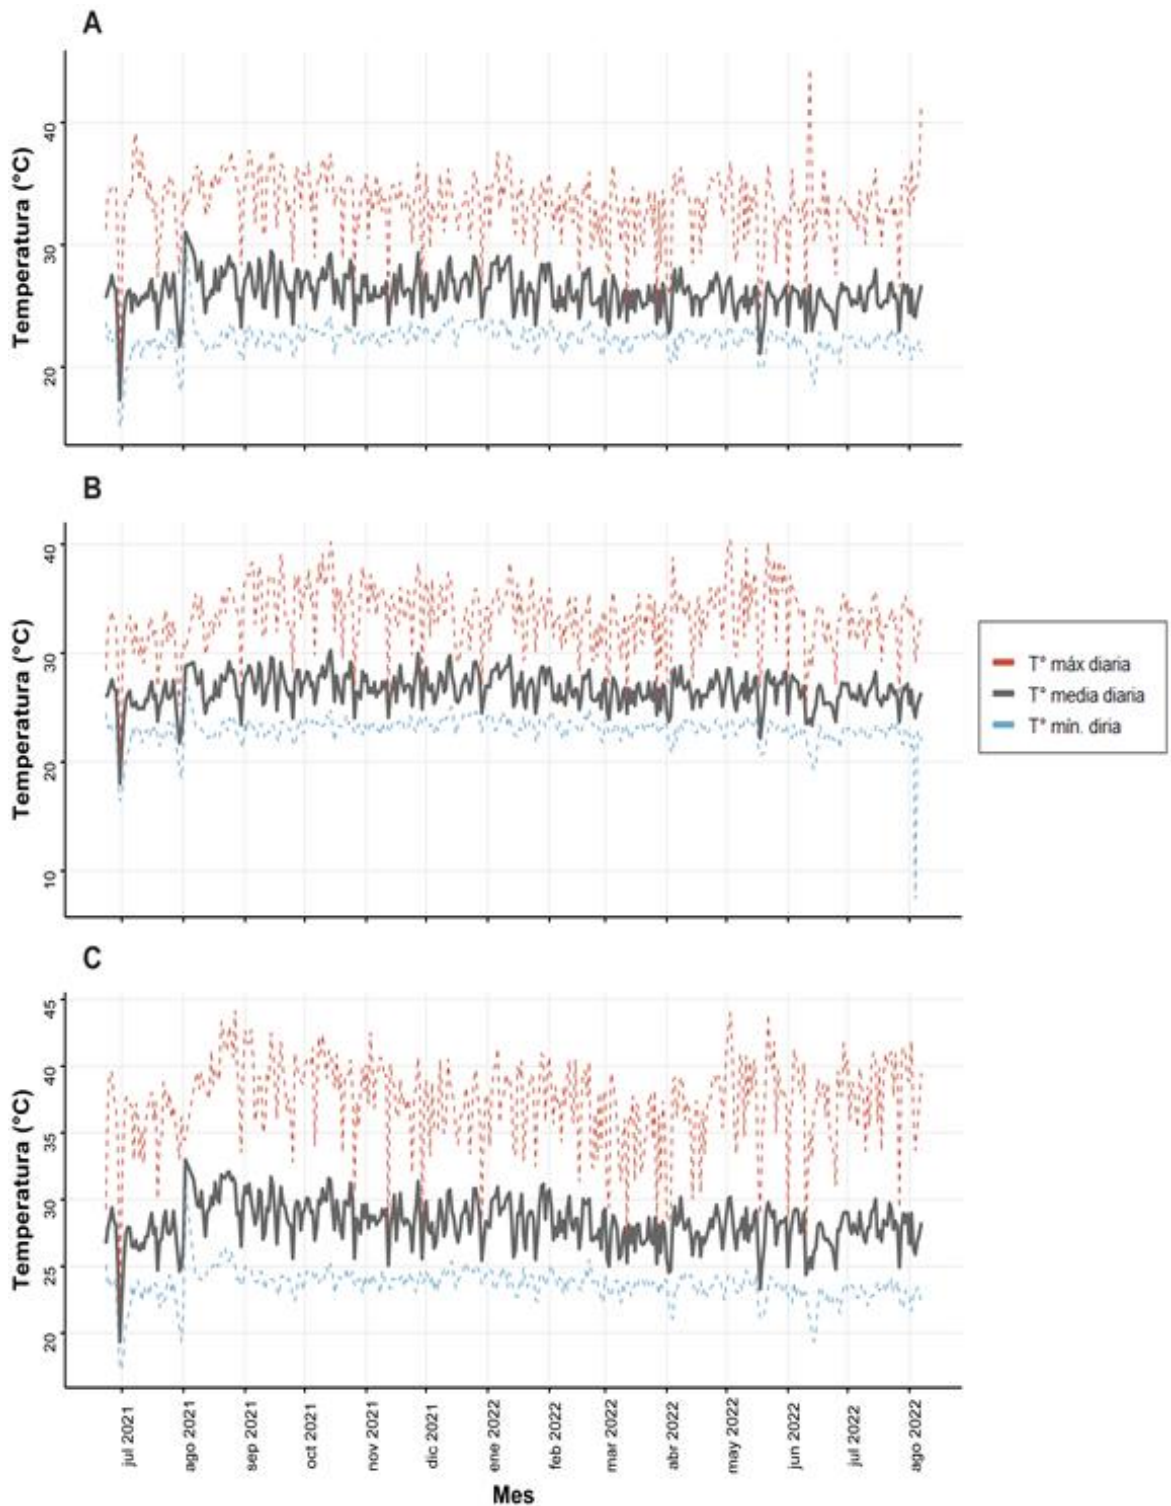 A
Temperatura (°C)
40
30
20
B
Temperatura (°C)
40
30
20
10
T° máx diaria
T° media diaria
T° mín. diria
C
Temperatura (°C)
45
40
35
30
25
20
jul 2021
ago 2021
sep 2021
oct 2021
nov 2021
dic 2021
ene 2022
feb 2022
mar 2022
abr 2022
may 2022
jun 2022
jul 2022
ago 2022
Mes